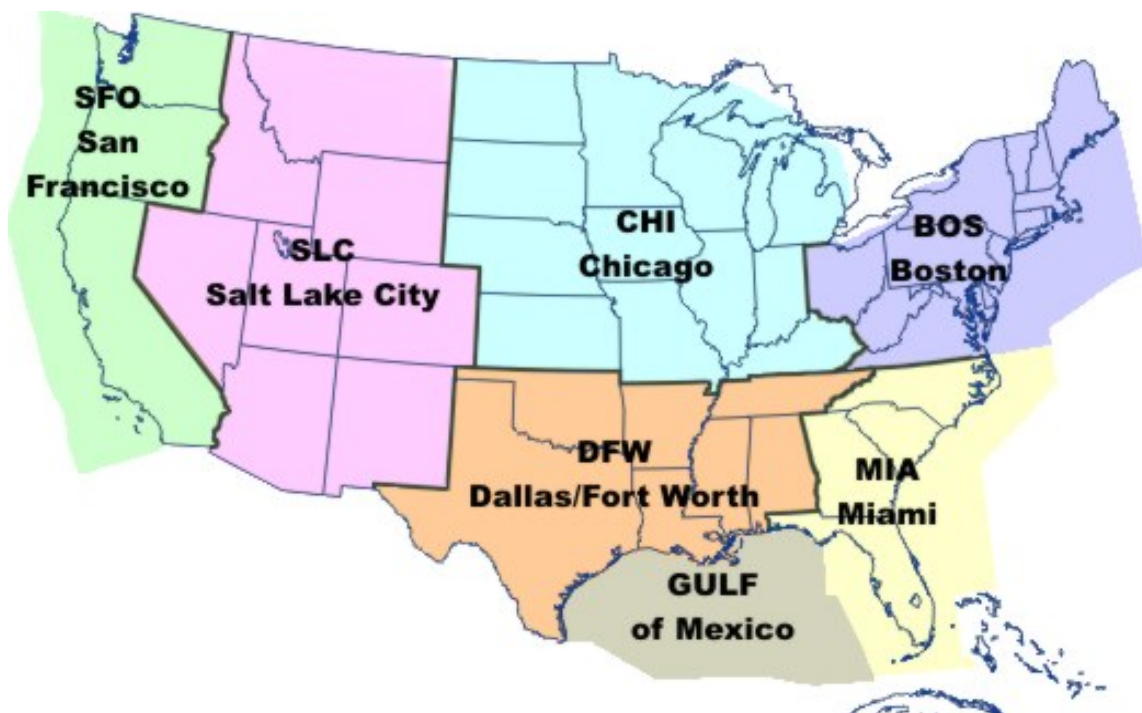 SFO
San
Francisco
SLC
Salt Lake City
CHI
Chicago
BOS
Boston
DFW
Dallas/Fort Worth
MIA
Miami
GULF
of Mexico